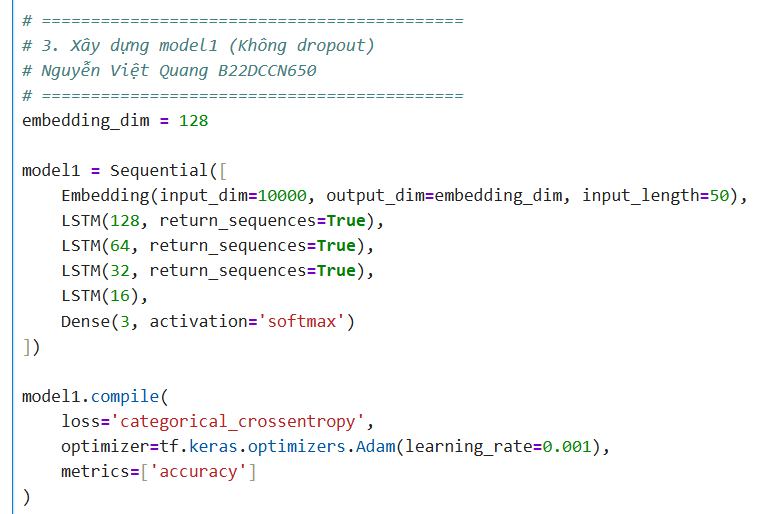 # ===========================================
# 3. Xây dựng model1 (Không dropout)
# Nguyễn Việt Quang B22DCCN650
# ===========================================
embedding_dim = 128
model1 = Sequential([
    Embedding(input_dim=10000, output_dim=embedding_dim, input_length=50),
    LSTM(128, return_sequences=True),
    LSTM(64, return_sequences=True),
    LSTM(32, return_sequences=True),
    LSTM(16),
    Dense(3, activation='softmax')
])
model1.compile(
    loss='categorical_crossentropy',
    optimizer=tf.keras.optimizers.Adam(learning_rate=0.001),
    metrics=['accuracy']
)